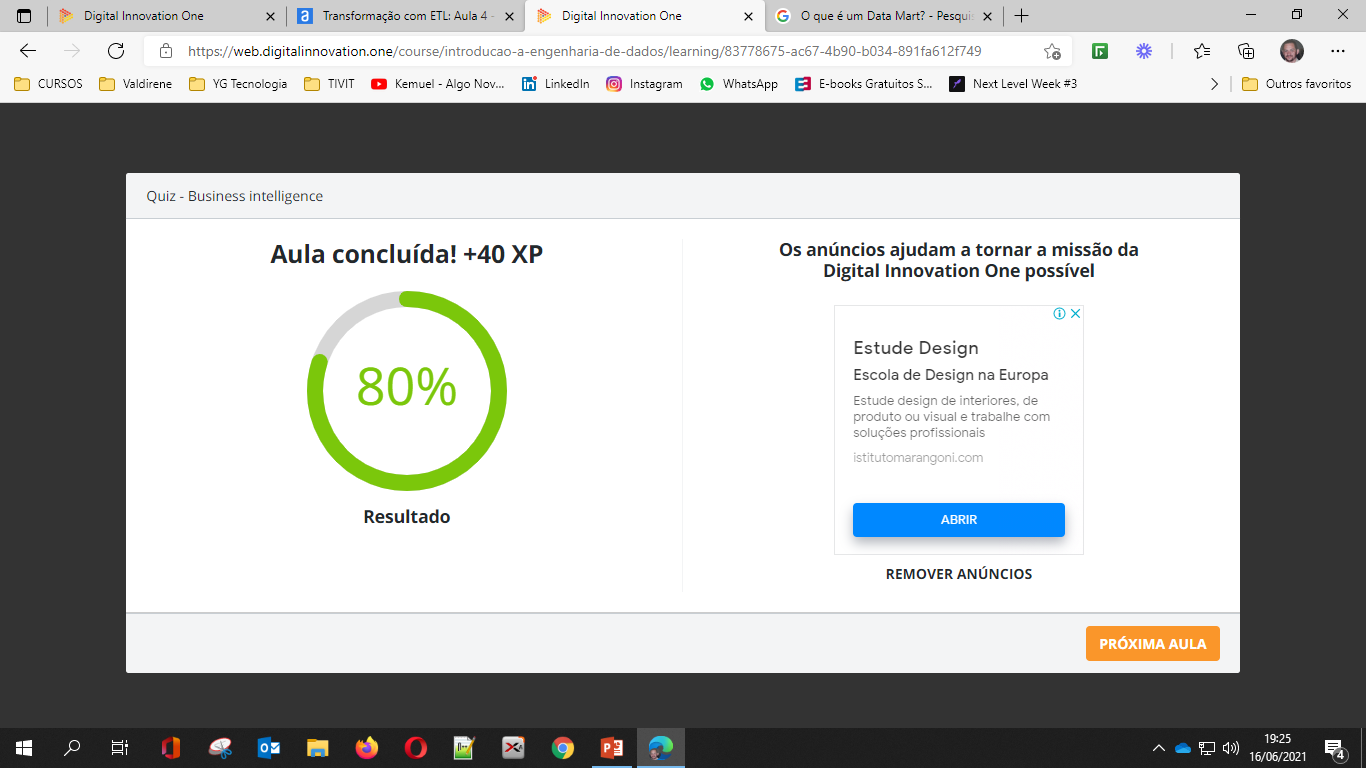 Digital Innovation One
Transformação com ETL: Aula 4 -
Digital Innovation One
O que é um Data Mart? - Pesqui
https://web.digitalinnovation.one/course/introducao-a-engenharia-de-dados/learning/83778675-ac67-4b90-b034-891fa612f749
CURSOS
Valdirene
YG Tecnologia
TIVIT
Kemuel - Algo Nov...
LinkedIn
Instagram
WhatsApp
E-books Gratuitos S...
Next Level Week #3
Outros favoritos
Quiz - Business intelligence
Aula concluída! +40 XP
80%
Resultado
Os anúncios ajudam a tornar a missão da
Digital Innovation One possível
Estude Design
Escola de Design na Europa
Estude design de interiores, de
produto ou visual e trabalhe com
soluções profissionais
istitutomarangoni.com
ABRIR
REMOVER ANÚNCIOS
PRÓXIMA AULA
19:25
16/06/2021
4